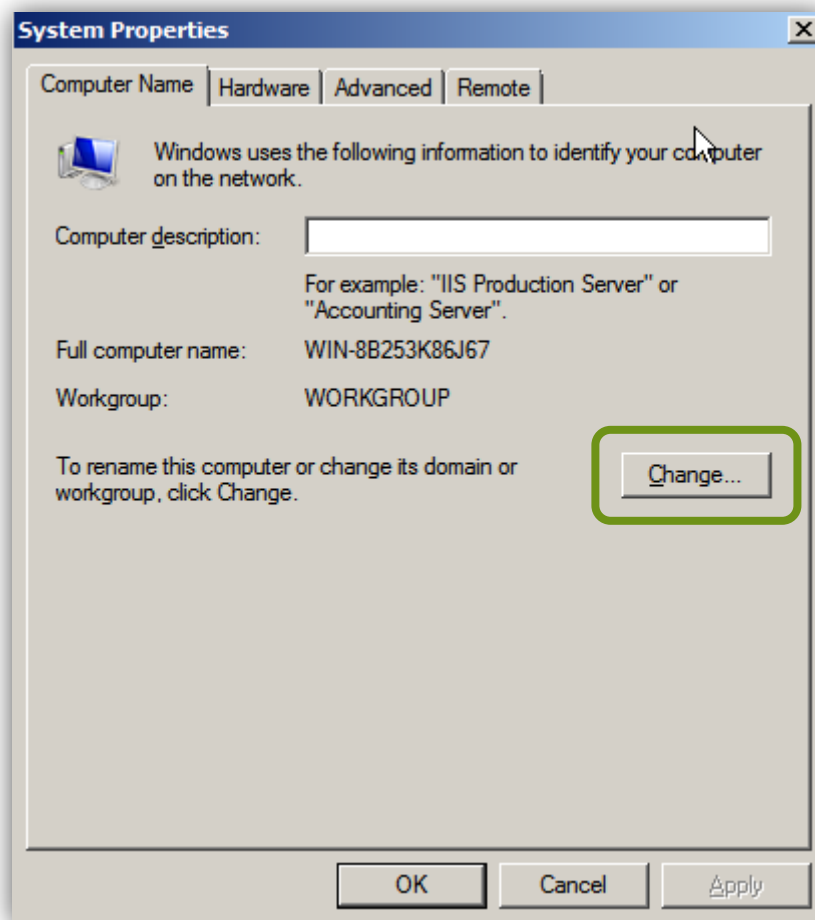 System Properties
Computer Name
Hardware
Advanced
Remote
Windows uses the following information to identify your computer
on the network.
Computer description:
For example: "IIS Production Server" or
"Accounting Server".
Full computer name: WIN-8B253K86J67
Workgroup: WORKGROUP
To rename this computer or change its domain or
workgroup, click Change.
Change...
OK
Cancel
Apply